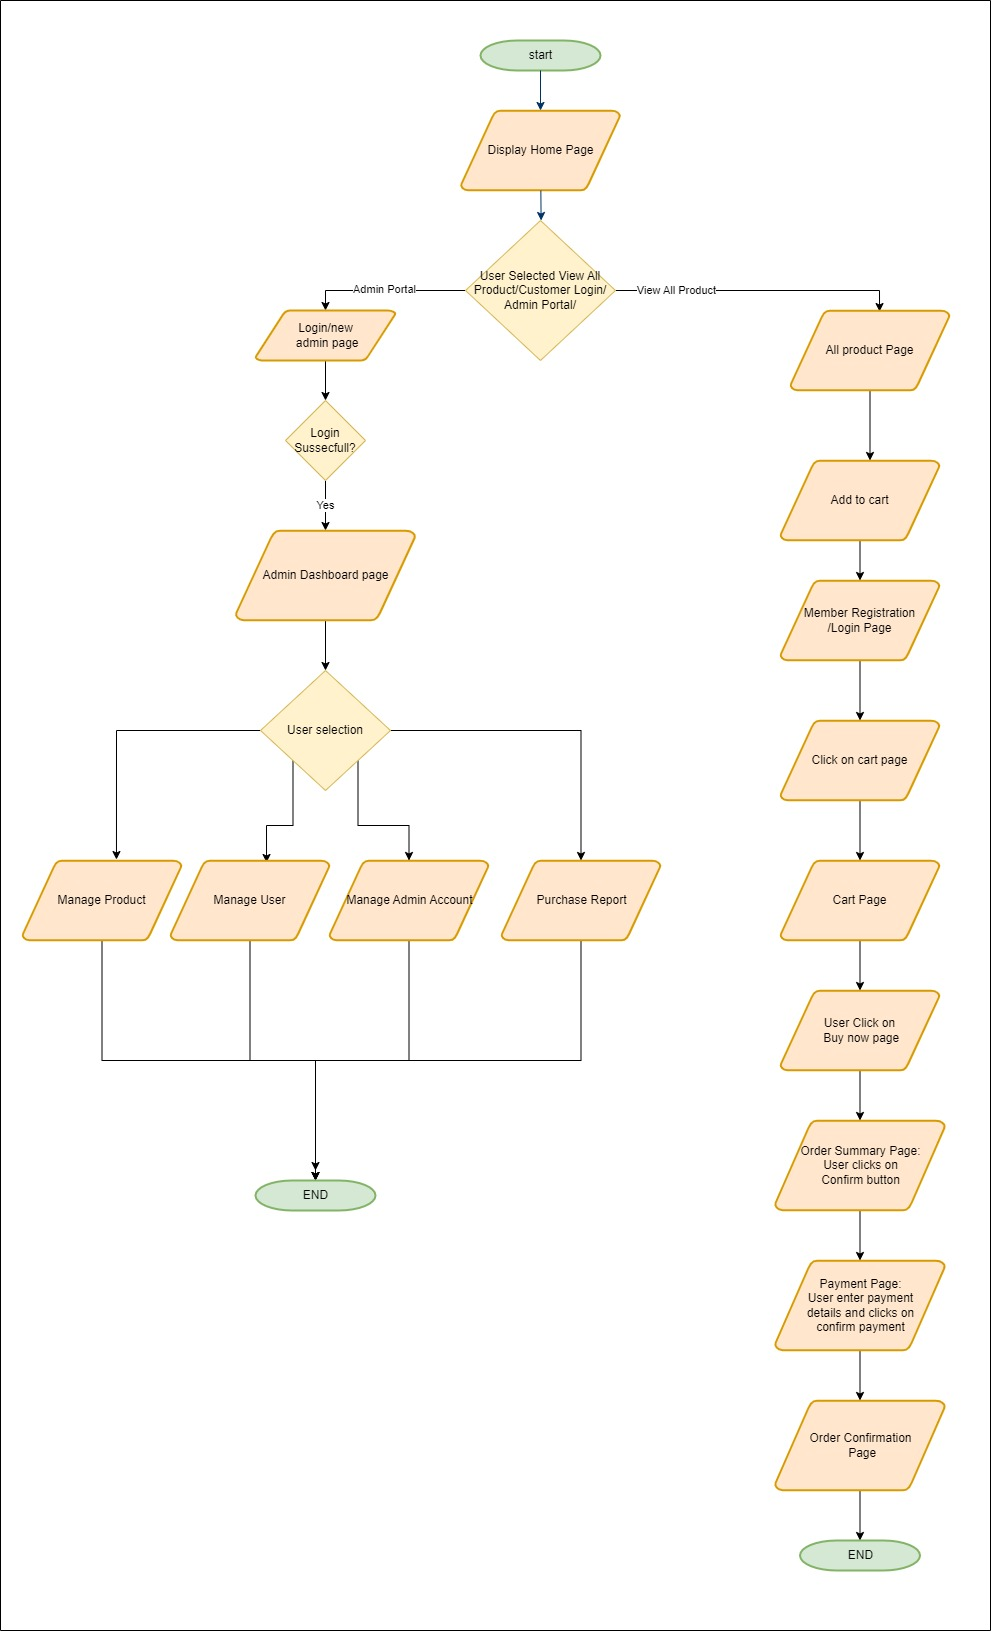 start
Display Home Page
User Selected View All
Product/Customer Login/
Admin Portal/
Admin Portal
View All Product
Login/new
admin page
All product Page
Login
Sussecfull?
Yes
Add to cart
Admin Dashboard page
Member Registration
/Login Page
User selection
Click on cart page
Manage Product
Manage User
Manage Admin Account
Purchase Report
Cart Page
User Click on
Buy now page
Order Summary Page:
User clicks on
Confirm button
END
Payment Page:
User enter payment
details and clicks on
confirm payment
Order Confirmation
Page
END